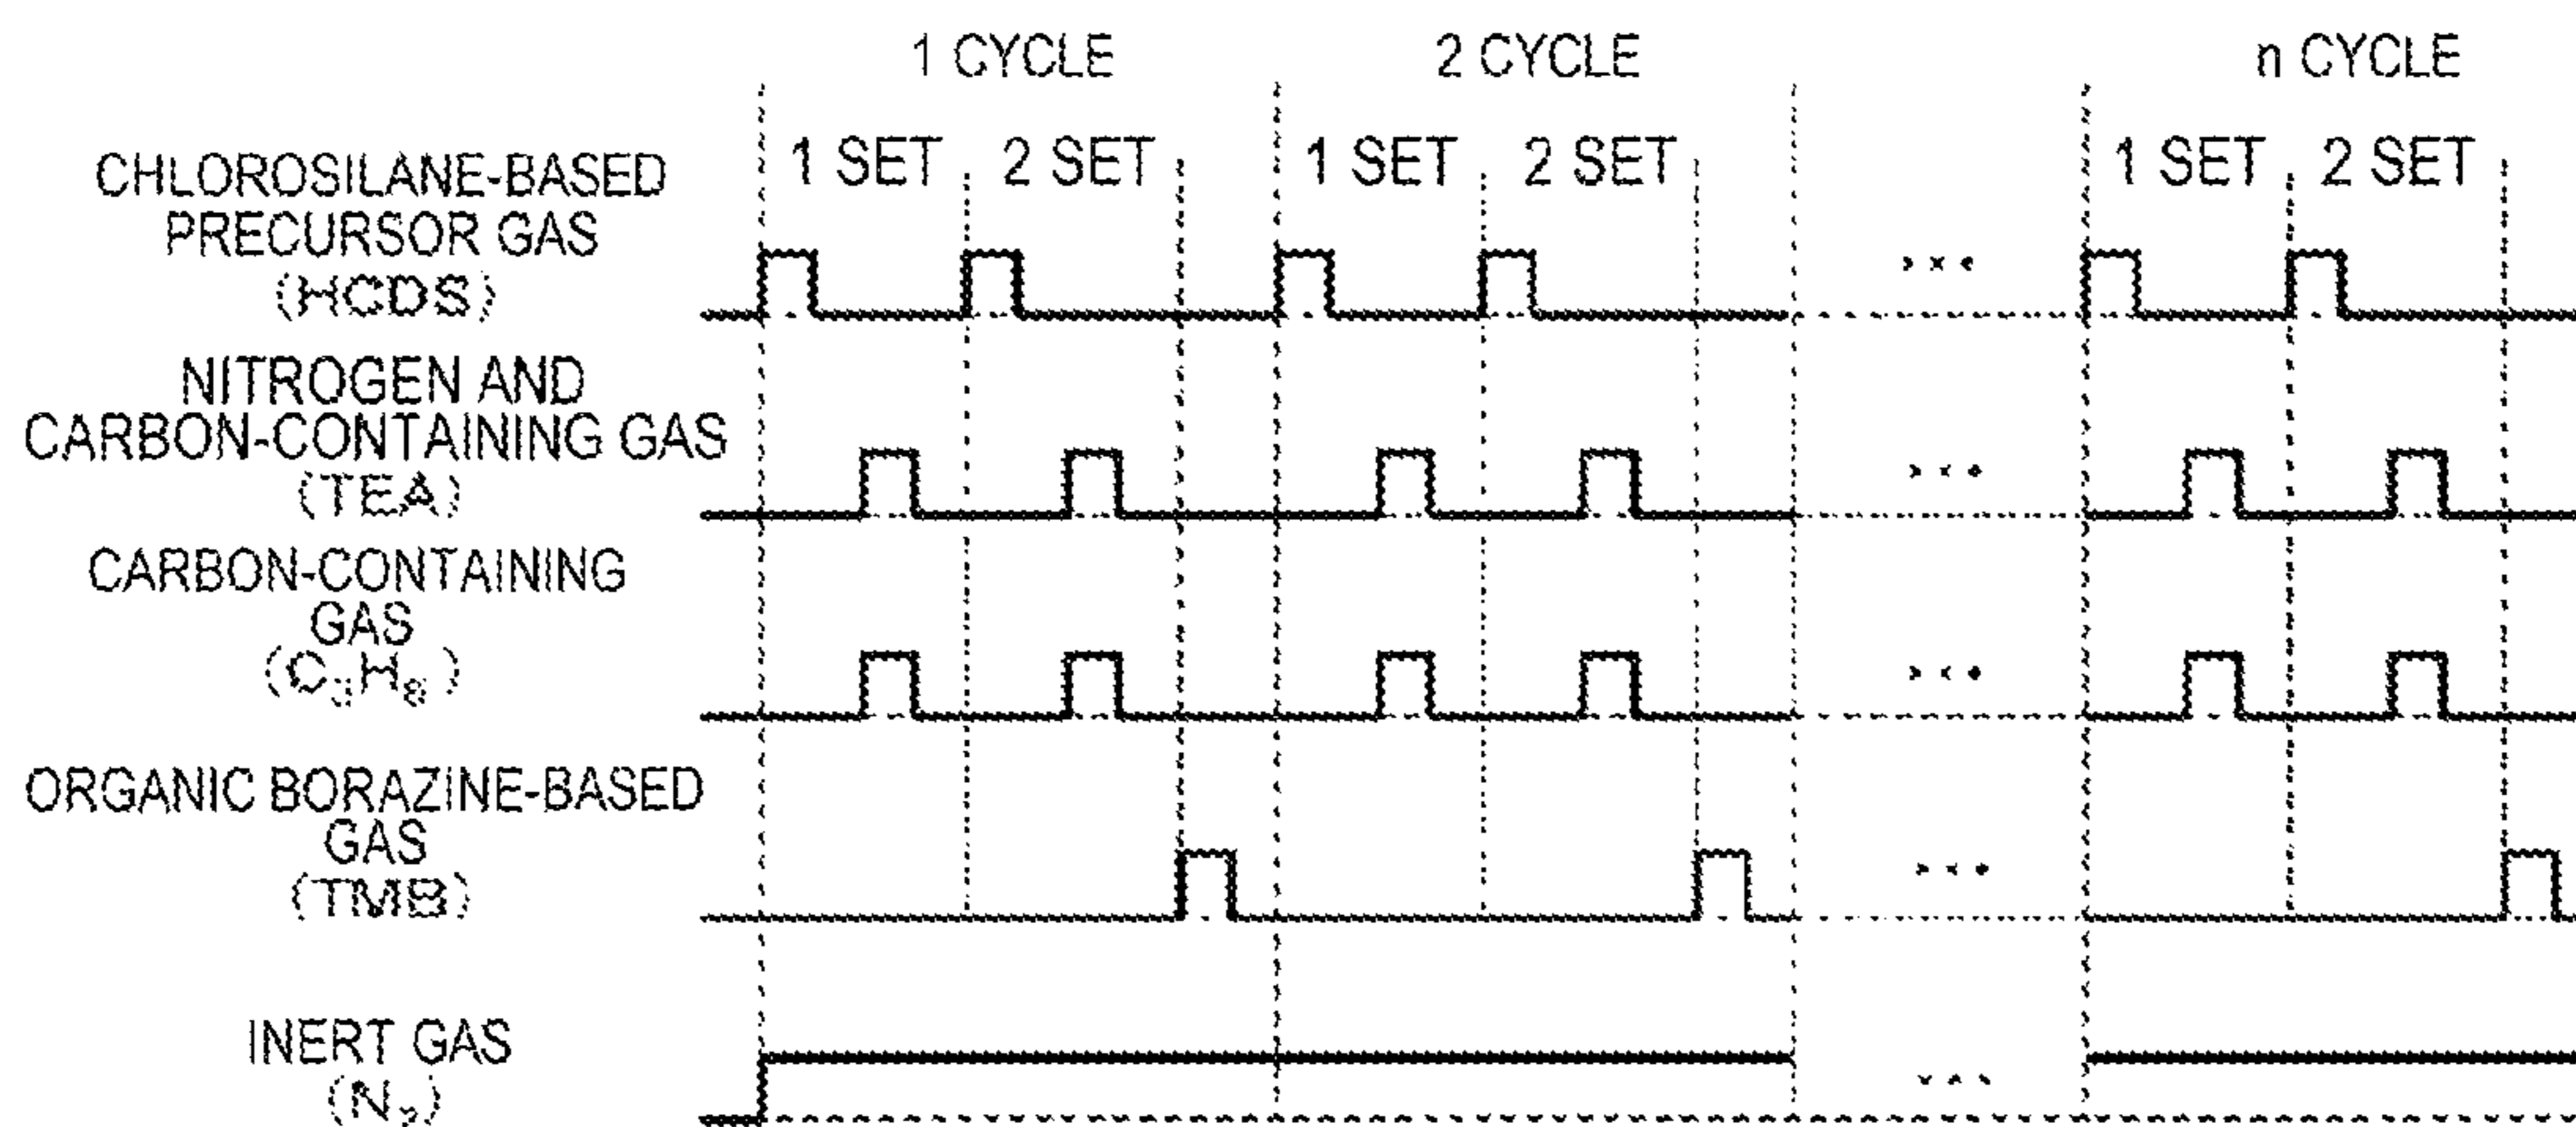 1 CYCLE 2 CYCLE n CYCLE
1 SET 2 SET 1 SET 2 SET 1 SET 2 SET
CHLOROSILANE-BASED
PRECURSOR GAS
(HCDS)
NITROGEN AND
CARBON-CONTAINING GAS
(TEA)
CARBON-CONTAINING
GAS
(C₃H₆)
ORGANIC BORAZINE-BASED
GAS
(TMB)
INERT GAS
(N₂)